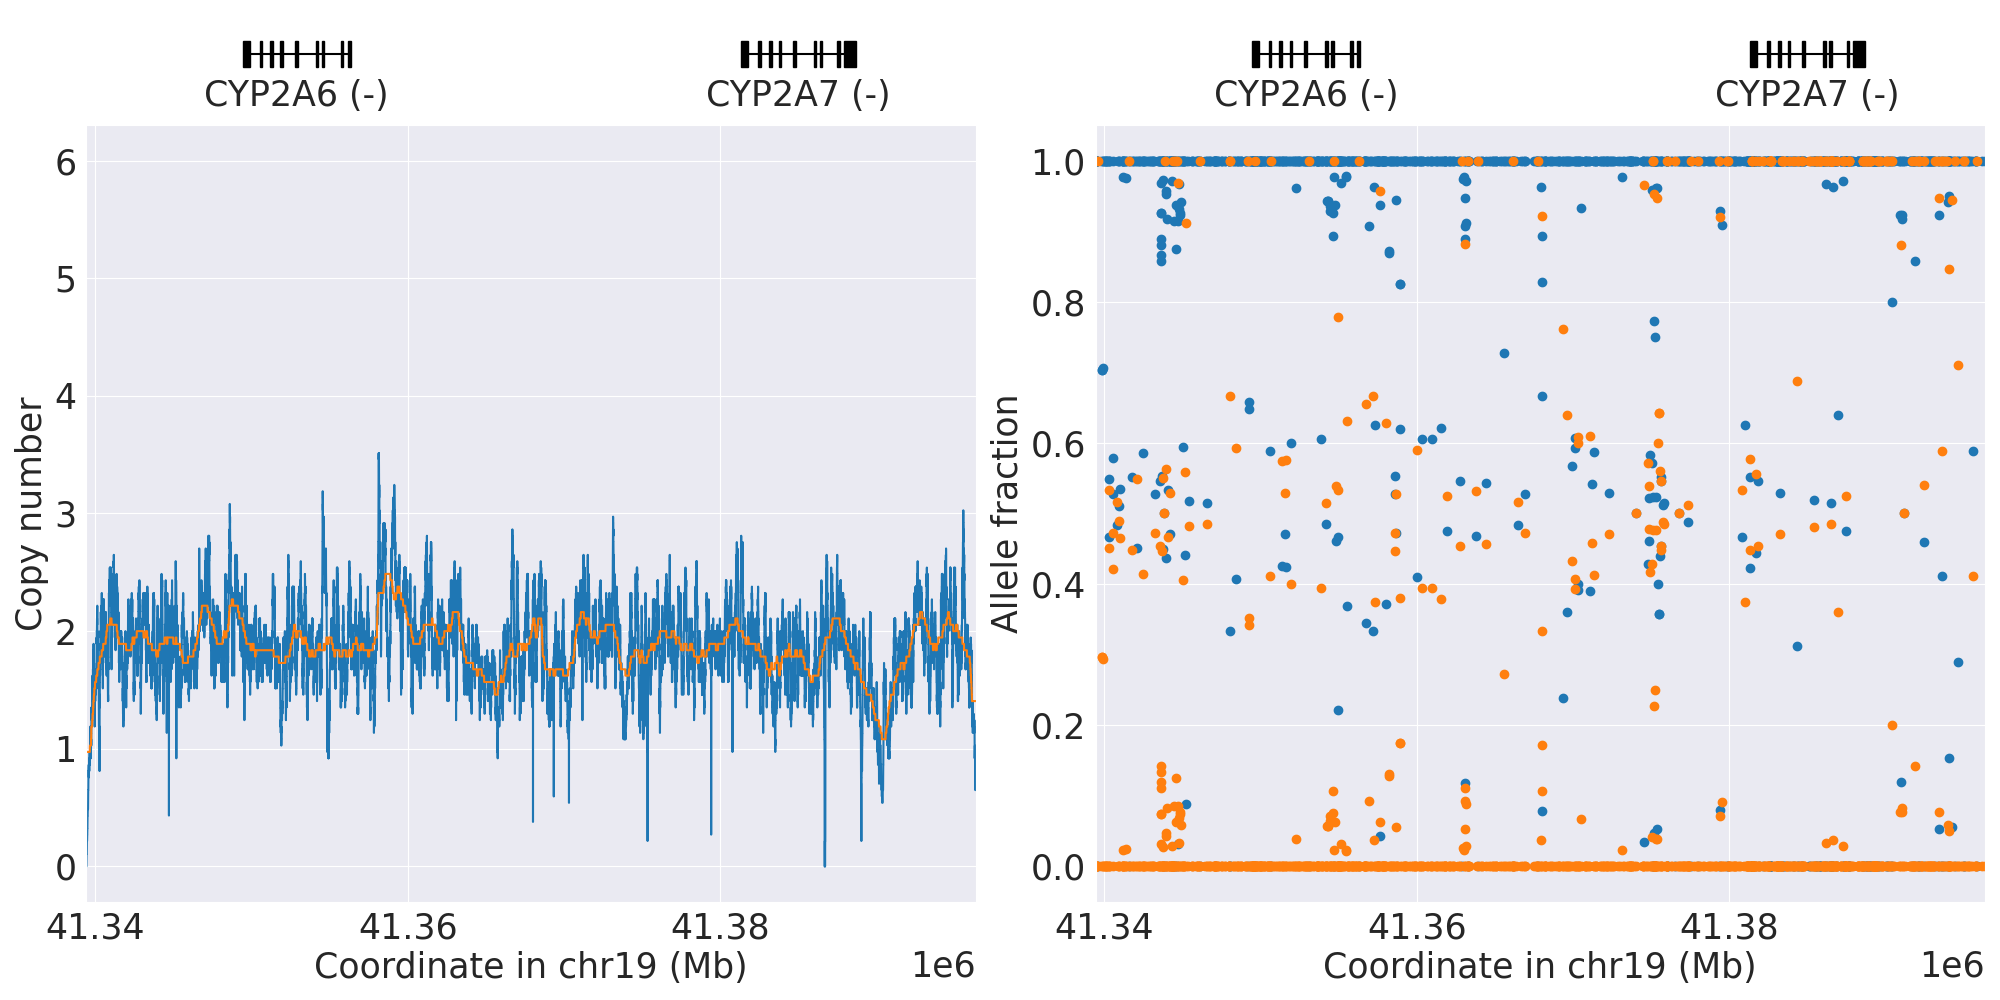 CYP2A6 (-)
CYP2A7 (-)
CYP2A6 (-)
CYP2A7 (-)
6
5
4
3
2
1
0
Copy number
41.34
41.36
41.38
Coordinate in chr19 (Mb)
1e6
1.0
0.8
0.6
0.4
0.2
0.0
Allele fraction
41.34
41.36
41.38
Coordinate in chr19 (Mb)
1e6